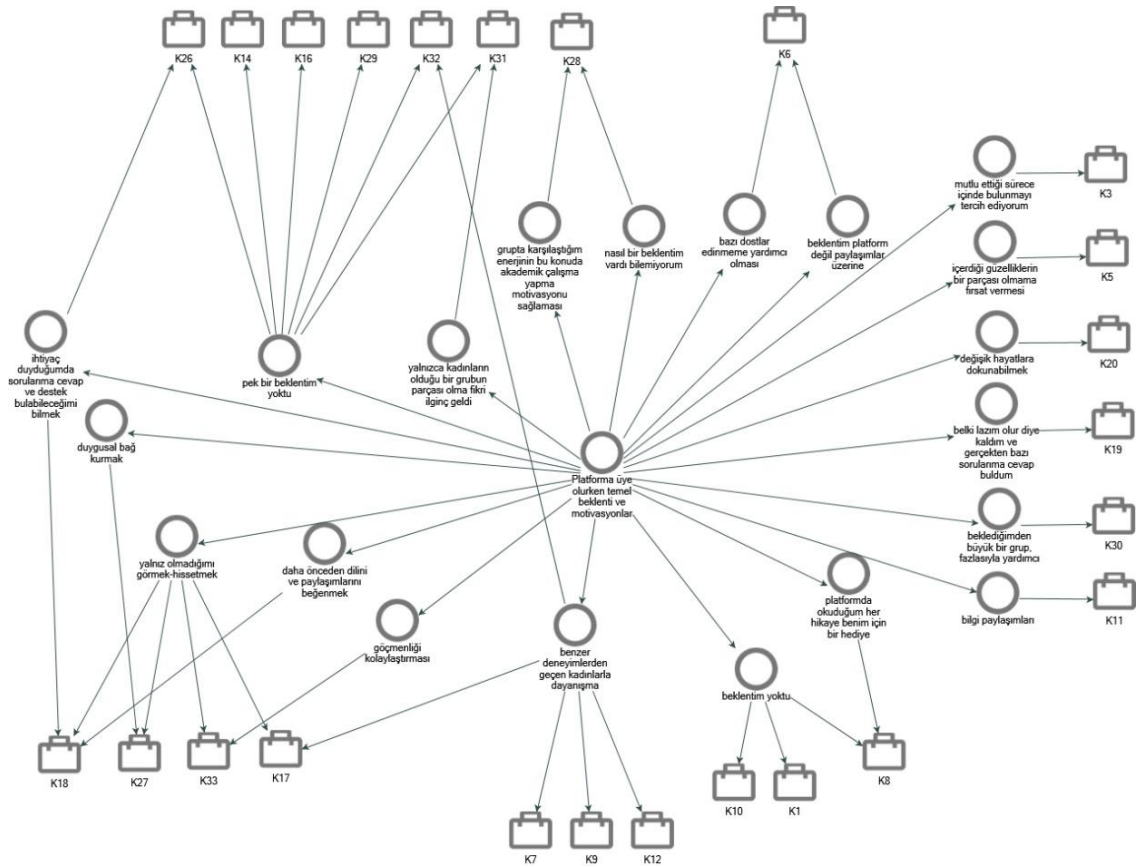 K26
K14
K16
K29
K32
K31
K28
K6
mutlu ettiği sürece
içinde bulunmayı
tercih ediyorum
K3
grupta karşılaştığım
enerjinin bu konuda
akademik çalışma
yapma
motivasyonu
sağlaması
nasıl bir beklentim
vardı bilemiyorum
bazı dostlar
edinmeme yardımcı
olması
beklentim platform
değil paylaşımlar
üzerine
içerdiği güzelliklerin
bir parçası olmama
fırsat vermesi
K5
ihtiyaç
duyduğumda
sorularıma cevap
ve destek
bulabileceğimi
bilmek
pek bir beklentim
yoktu
yalnızca kadınların
olduğu bir grubun
parçası olma fikri
ilginç geldi
değişik hayatlara
dokunabilmek
K20
duygusal bağ
kurmak
Platforma üye
olurken temel
beklenti ve
motivasyonlar
belki lazım olur diye
kaldım ve
gerçekten bazı
sorularıma cevap
buldum
K19
yalnız olmadığımı
görmek-hissetmek
daha önceden dilini
ve paylaşımlarını
beğenmek
beklediğimden
büyük bir grup,
fazlasıyla yardımcı
K30
göçmenliği
kolaylaştırması
benzer
deneyimlerden
geçen kadınlarla
dayanışma
platformda
okuduğum her
hikaye benim için
bir hediye
bilgi paylaşımları
K11
beklentim yoktu
K18
K27
K33
K17
K10
K1
K8
K7
K9
K12